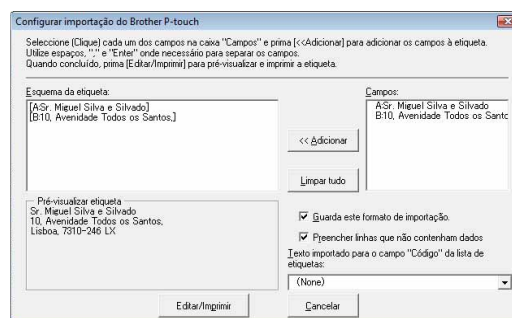 Configurar importação do Brother P-touch
Seleccione (Clique) cada um dos campos na caixa "Campos" e prima [<<Adicionar] para adicionar os campos à etiqueta.
Utilize espaços, "," e "Enter" onde necessário para separar os campos.
Quando concluído, prima [Editar/Imprimir] para pré-visualizar e imprimir a etiqueta.
Esquema da etiqueta:
[A:Sr. Miguel Silva e Silvado]
[B:10, Avenidade Todos os Santos,]
Campos:
A:Sr. Miguel Silva e Silvado
B:10, Avenidade Todos os Santc
<< Adicionar
Limpar tudo
Pré-visualizar etiqueta
Sr. Miguel Silva e Silvado
10, Avenidade Todos os Santos,
Lisboa, 7310-246 LX
Guarda este formato de importação.
Preencher linhas que não contenham dados
Texto importado para o campo "Código" da lista de
etiquetas:
(None)
Editar/Imprimir
Cancelar